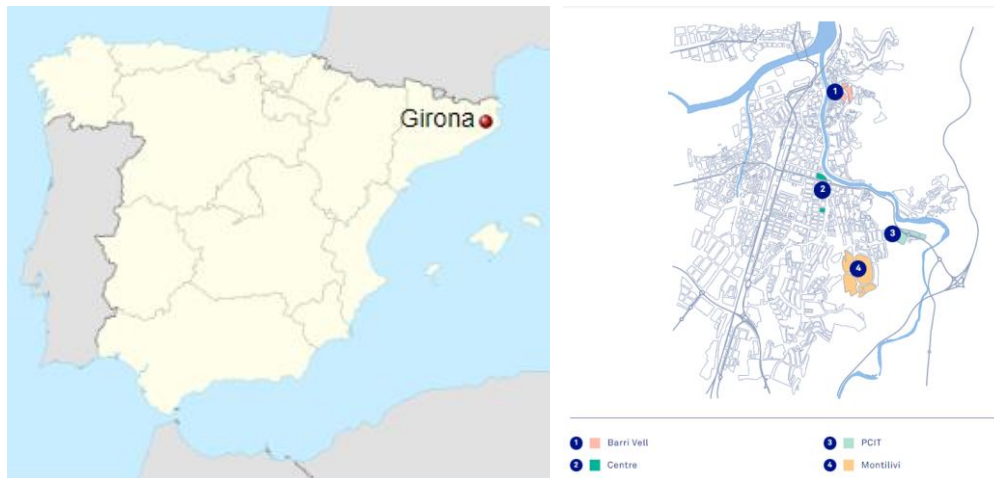 Girona
1
2
3
4
1 Barri Vell
2 Centre
3 PCIT
4 Montilivi